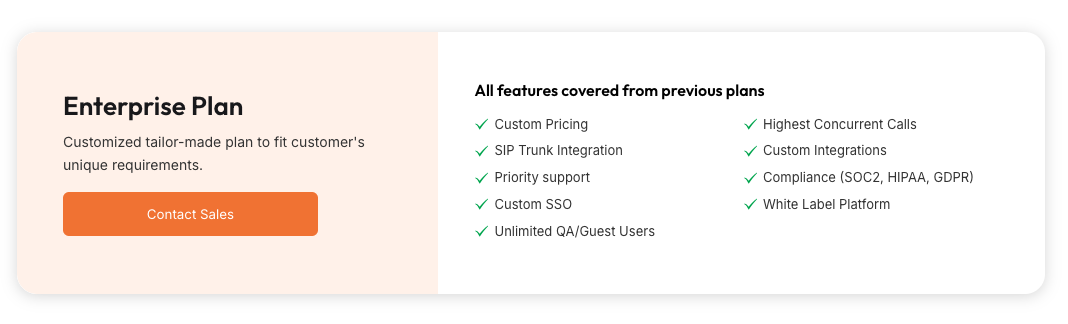 Enterprise Plan
Customized tailor-made plan to fit customer's
unique requirements.
Contact Sales
All features covered from previous plans
Custom Pricing
SIP Trunk Integration
Priority support
Custom SSO
Unlimited QA/Guest Users
Highest Concurrent Calls
Custom Integrations
Compliance (SOC2, HIPAA, GDPR)
White Label Platform